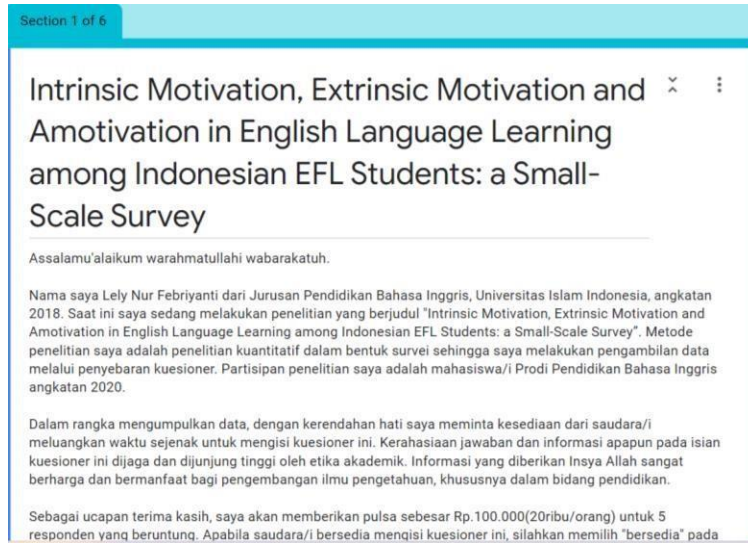 Section 1 of 6
Intrinsic Motivation, Extrinsic Motivation and
Amotivation in English Language Learning
among Indonesian EFL Students: a Small-
Scale Survey
Assalamu'alaikum warahmatullahi wabarakatuh.
Nama saya Lely Nur Febriyanti dari Jurusan Pendidikan Bahasa Inggris, Universitas Islam Indonesia, angkatan
2018. Saat ini saya sedang melakukan penelitian yang berjudul "Intrinsic Motivation, Extrinsic Motivation and
Amotivation in English Language Learning among Indonesian EFL Students: a Small-Scale Survey". Metode
penelitian saya adalah penelitian kuantitatif dalam bentuk survei sehingga saya melakukan pengambilan data
melalui penyebaran kuesioner. Partisipan penelitian saya adalah mahasiswa/i Prodi Pendidikan Bahasa Inggris
angkatan 2020.
Dalam rangka mengumpulkan data, dengan kerendahan hati saya meminta kesediaan dari saudara/i
meluangkan waktu sejenak untuk mengisi kuesioner ini. Kerahasiaan jawaban dan informasi apapun pada isian
kuesioner ini dijaga dan dijunjung tinggi oleh etika akademik. Informasi yang diberikan Insya Allah sangat
berharga dan bermanfaat bagi pengembangan ilmu pengetahuan, khususnya dalam bidang pendidikan.
Sebagai ucapan terima kasih, saya akan memberikan pulsa sebesar Rp.100.000(20ribu/orang) untuk 5
responden yang beruntung. Apabila saudara/i bersedia mengisi kuesioner ini, silahkan memilih "bersedia" pada